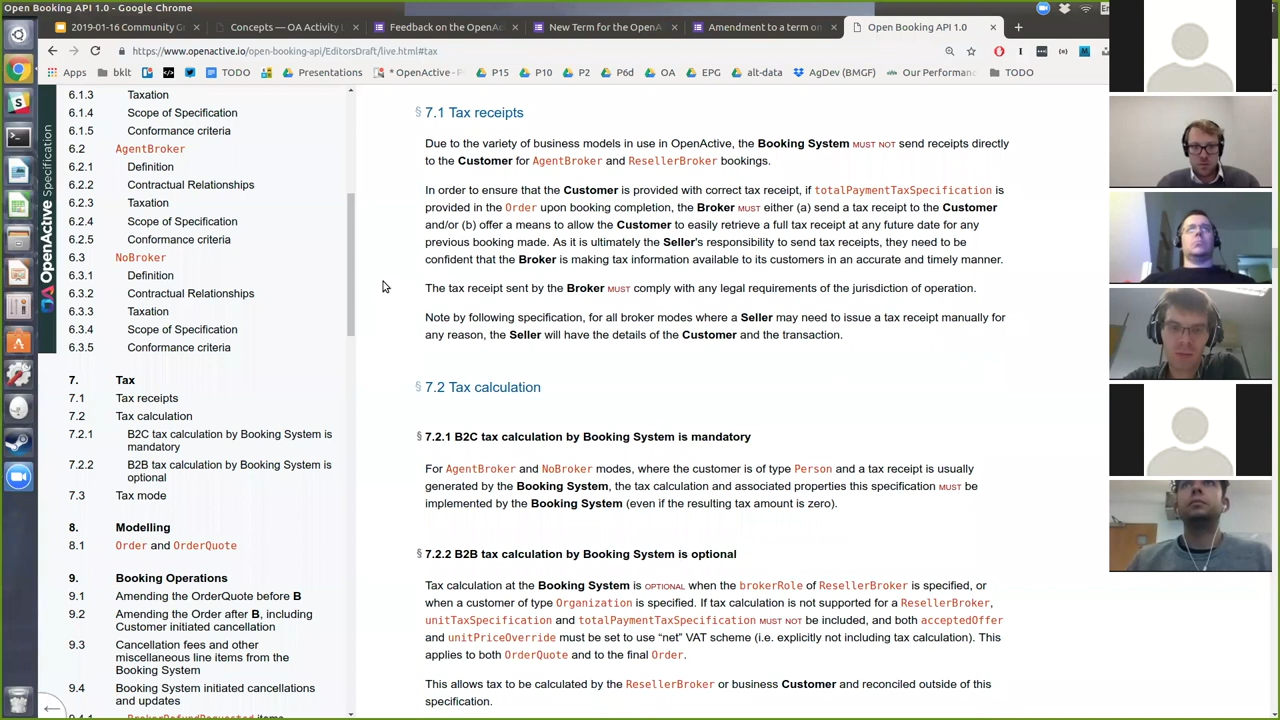 Open Booking API 1.0 - Google Chrome
2019-01-16 Community G
Concepts — OA Activity L
Feedback on the OpenAc
New Term for the OpenA
Amendment to a term on
Open Booking API 1.0
https://www.openactive.io/open-booking-api/EditorsDraft/live.html#tax
Apps
bklt
TODO
Presentations
* OpenActive - P
P15
P10
P2
P6d
OA
EPG
alt-data
AgDev (BMGF)
Our Performanc
TODO
OpenActive Specification
6.1.3 Taxation
6.1.4 Scope of Specification
6.1.5 Conformance criteria
6.2 AgentBroker
6.2.1 Definition
6.2.2 Contractual Relationships
6.2.3 Taxation
6.2.4 Scope of Specification
6.2.5 Conformance criteria
6.3 NoBroker
6.3.1 Definition
6.3.2 Contractual Relationships
6.3.3 Taxation
6.3.4 Scope of Specification
6.3.5 Conformance criteria
7. Tax
7.1 Tax receipts
7.2 Tax calculation
7.2.1 B2C tax calculation by Booking System is
mandatory
7.2.2 B2B tax calculation by Booking System is
optional
7.3 Tax mode
8. Modelling
8.1 Order and OrderQuote
9. Booking Operations
9.1 Amending the OrderQuote before B
9.2 Amending the Order after B, including
Customer initiated cancellation
9.3 Cancellation fees and other
miscellaneous line items from the
Booking System
9.4 Booking System initiated cancellations
and updates
9.4.1 BrokerRefundRequested items
§ 7.1 Tax receipts
Due to the variety of business models in use in OpenActive, the Booking System MUST NOT send receipts directly
to the Customer for AgentBroker and ResellerBroker bookings.
In order to ensure that the Customer is provided with correct tax receipt, if totalPaymentTaxSpecification is
provided in the Order upon booking completion, the Broker MUST either (a) send a tax receipt to the Customer
and/or (b) offer a means to allow the Customer to easily retrieve a full tax receipt at any future date for any
previous booking made. As it is ultimately the Seller's responsibility to send tax receipts, they need to be
confident that the Broker is making tax information available to its customers in an accurate and timely manner.
The tax receipt sent by the Broker MUST comply with any legal requirements of the jurisdiction of operation.
Note by following specification, for all broker modes where a Seller may need to issue a tax receipt manually for
any reason, the Seller will have the details of the Customer and the transaction.
§ 7.2 Tax calculation
§ 7.2.1 B2C tax calculation by Booking System is mandatory
For AgentBroker and NoBroker modes, where the customer is of type Person and a tax receipt is usually
generated by the Booking System, the tax calculation and associated properties this specification MUST be
implemented by the Booking System (even if the resulting tax amount is zero).
§ 7.2.2 B2B tax calculation by Booking System is optional
Tax calculation at the Booking System is OPTIONAL when the brokerRole of ResellerBroker is specified, or
when a customer of type Organization is specified. If tax calculation is not supported for a ResellerBroker,
unitTaxSpecification and totalPaymentTaxSpecification MUST NOT be included, and both acceptedOffer
and unitPriceOverride must be set to use “net” VAT scheme (i.e. explicitly not including tax calculation). This
applies to both OrderQuote and to the final Order.
This allows tax to be calculated by the ResellerBroker or business Customer and reconciled outside of this
specification.